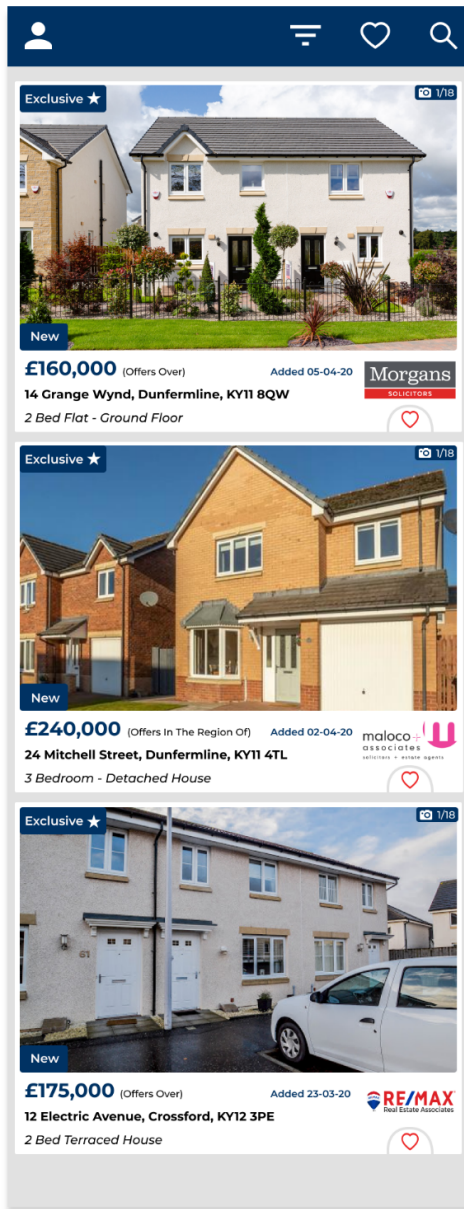 Exclusive ★ 1/18
New
£160,000 (Offers Over) Added 05-04-20
Morgans
SOLICITORS
14 Grange Wynd, Dunfermline, KY11 8QW
2 Bed Flat - Ground Floor
Exclusive ★ 1/18
New
£240,000 (Offers In The Region Of) Added 02-04-20
maloco+
associates
solicitors + estate agents
24 Mitchell Street, Dunfermline, KY11 4TL
3 Bedroom - Detached House
Exclusive ★ 1/18
61
New
£175,000 (Offers Over) Added 23-03-20
RE/MAX
Real Estate Associates
12 Electric Avenue, Crossford, KY12 3PE
2 Bed Terraced House